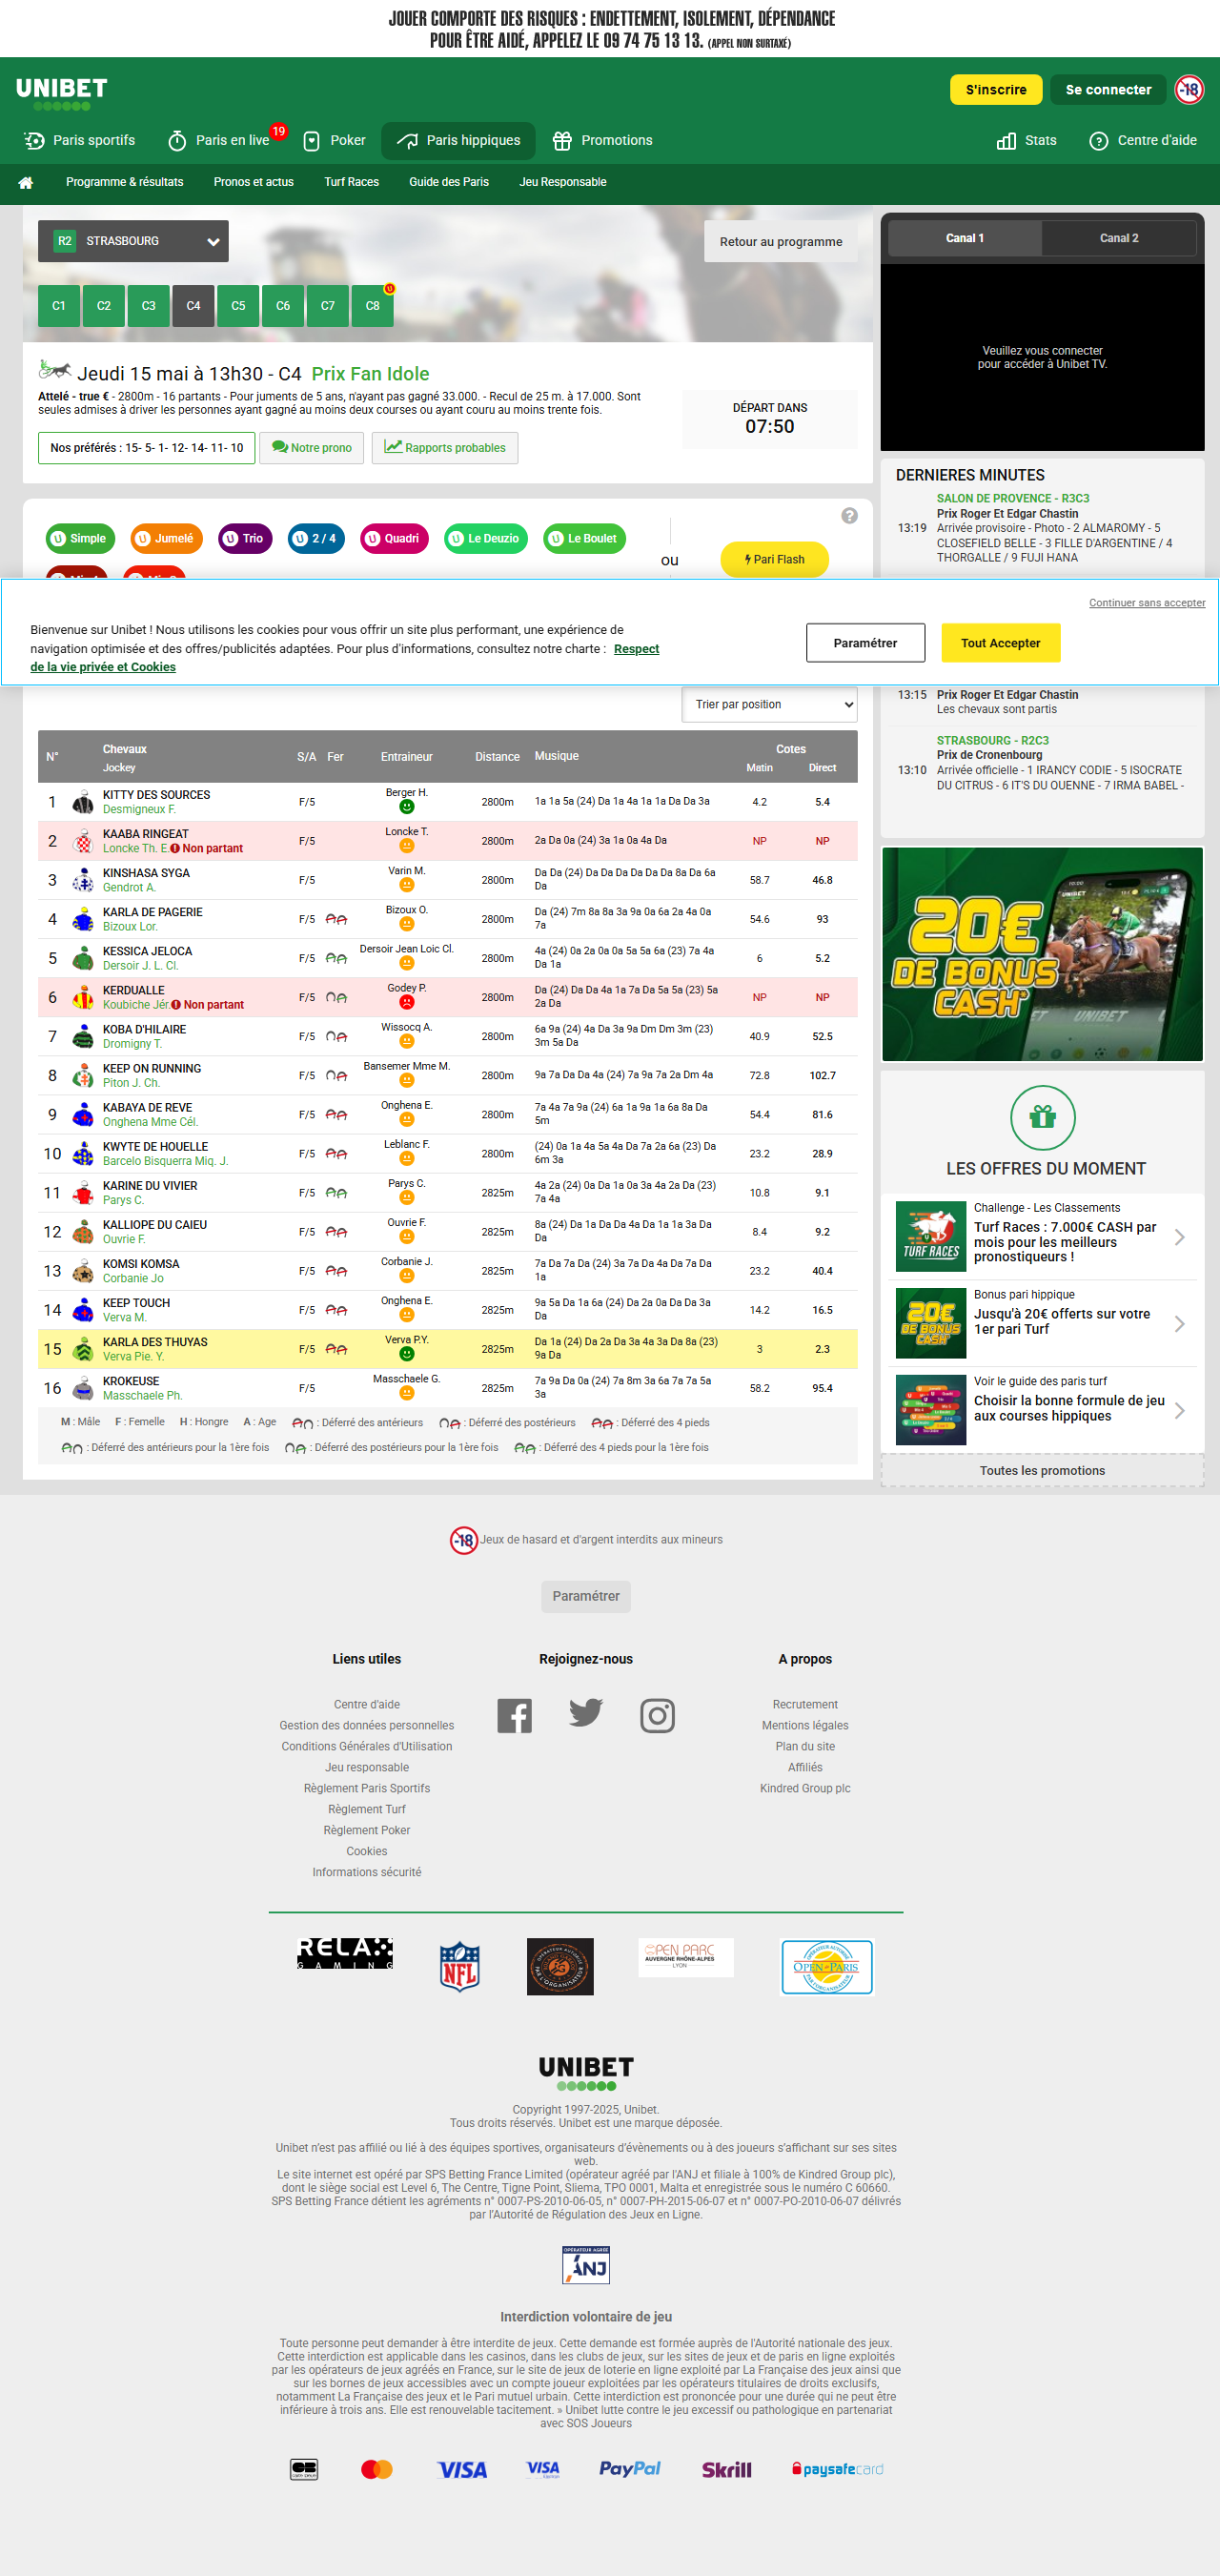 JOUER COMPORTE DES RISQUES : ENDETTEMENT, ISOLEMENT, DÉPENDANCE
POUR ÊTRE AIDÉ, APPELEZ LE 09 74 75 13 13. (APPEL NON SURTAXÉ)
UNIBET
S'inscrire
Se connecter
-18
Paris sportifs
Paris en live
19
Poker
Paris hippiques
Promotions
Stats
Centre d'aide
Programme & résultats
Pronos et actus
Turf Races
Guide des Paris
Jeu Responsable
R2 STRASBOURG
Retour au programme
C1
C2
C3
C4
C5
C6
C7
C8
Jeudi 15 mai à 13h30 - C4 Prix Fan Idole
Attelé - true € - 2800m - 16 partants - Pour juments de 5 ans, n'ayant pas gagné 33.000. - Recul de 25 m. à 17.000. Sont
seules admises à driver les personnes ayant gagné au moins deux courses ou ayant couru au moins trente fois.
DÉPART DANS
07:50
Nos préférés : 15- 5- 1- 12- 14- 11- 10
Notre prono
Rapports probables
Simple
Jumelé
Trio
2 / 4
Quadri
Le Deuzio
Le Boulet
ou
Pari Flash
Canal 1
Canal 2
Veuillez vous connecter
pour accéder à Unibet TV.
DERNIERES MINUTES
SALON DE PROVENCE - R3C3
Prix Roger Et Edgar Chastin
13:19 Arrivée provisoire - Photo - 2 ALMAROMY - 5
CLOSEFIELD BELLE - 3 FILLE D'ARGENTINE / 4
THORGALLE / 9 FUJI HANA
Continuer sans accepter
Bienvenue sur Unibet ! Nous utilisons les cookies pour vous offrir un site plus performant, une expérience de
navigation optimisée et des offres/publicités adaptées. Pour plus d'informations, consultez notre charte : Respect
de la vie privée et Cookies
Paramétrer
Tout Accepter
13:15 Prix Roger Et Edgar Chastin
Les chevaux sont partis
STRASBOURG - R2C3
Prix de Cronenbourg
13:10 Arrivée officielle - 1 IRANCY CODIE - 5 ISOCRATE
DU CITRUS - 6 IT'S DU OUENNE - 7 IRMA BABEL -
Trier par position
N° Chevaux S/A Fer Entraineur Distance Musique Cotes
Jockey Matin Direct
1 KITTY DES SOURCES Desmigneux F. F/5 Berger H. 2800m 1a 1a 5a (24) Da 1a 4a 1a 1a Da Da 3a 4.2 5.4
2 KAABA RINGEAT Loncke Th. E. Non partant F/5 Loncke T. 2800m 2a Da 0a (24) 3a 1a 0a 4a Da NP NP
3 KINSHASA SYGA Gendrot A. F/5 Varin M. 2800m Da Da (24) Da Da Da Da Da Da 8a Da 6a Da 58.7 46.8
4 KARLA DE PAGERIE Bizoux Lor. F/5 Bizoux O. 2800m Da (24) 7m 8a 8a 3a 9a 0a 6a 2a 4a 0a 7a 54.6 93
5 KESSICA JELOCA Dersoir J. L. Cl. F/5 Dersoir Jean Loic Cl. 2800m 4a (24) 0a 2a 0a 0a 5a 5a 6a (23) 7a 4a Da 1a 6 5.2
6 KERDUALLE Koubiche Jér. Non partant F/5 Godey P. 2800m Da (24) Da Da 4a 1a 7a Da 5a 5a (23) 5a 2a Da NP NP
7 KOBA D'HILAIRE Dromigny T. F/5 Wissocq A. 2800m 6a 9a (24) 4a Da 3a 9a Dm Dm 3m (23) 3m 5a Da 40.9 52.5
8 KEEP ON RUNNING Piton J. Ch. F/5 Bansemer Mme M. 2800m 9a 7a Da Da 4a (24) 7a 9a 7a 2a Dm 4a 72.8 102.7
9 KABAYA DE REVE Onghena Mme Cél. F/5 Onghena E. 2800m 7a 4a 7a 9a (24) 6a 1a 9a 1a 6a 8a Da 5m 54.4 81.6
10 KWYTE DE HOUELLE Barcelo Bisquerra Miq. J. F/5 Leblanc F. 2800m (24) 0a 1a 4a 5a 4a Da 7a 2a 6a (23) Da 6m 3a 23.2 28.9
11 KARINE DU VIVIER Parys C. F/5 Parys C. 2825m 4a 2a (24) 0a Da 1a 0a 3a 4a 2a Da (23) 7a 4a 10.8 9.1
12 KALLIOPE DU CAIEU Ouvrie F. F/5 Ouvrie F. 2825m 8a (24) Da 1a Da Da 4a Da 1a 1a 3a Da Da 8.4 9.2
13 KOMSI KOMSA Corbanie Jo F/5 Corbanie J. 2825m 7a Da 7a Da (24) 3a 7a Da 4a Da 7a Da 1a 23.2 40.4
14 KEEP TOUCH Verva M. F/5 Onghena E. 2825m 9a 5a Da 1a 6a (24) Da 2a 0a Da Da 3a Da 14.2 16.5
15 KARLA DES THUYAS Verva Pie. Y. F/5 Verva P.Y. 2825m Da 1a (24) Da 2a Da 3a 4a 3a Da 8a (23) 9a Da 3 2.3
16 KROKEUSE Masschaele Ph. F/5 Masschaele G. 2825m 7a 9a Da 0a (24) 7a 8m 3a 6a 7a 7a 5a 3a 58.2 95.4
M : Mâle F : Femelle H : Hongre A : Age : Déferré des antérieurs : Déferré des postérieurs : Déferré des 4 pieds
: Déferré des antérieurs pour la 1ère fois : Déferré des postérieurs pour la 1ère fois : Déferré des 4 pieds pour la 1ère fois
20€
DE BONUS
CASH*
UNIBET
LES OFFRES DU MOMENT
TURF RACES
Challenge - Les Classements
Turf Races : 7.000€ CASH par
mois pour les meilleurs
pronostiqueurs !
20€
DE BONUS
CASH
Bonus pari hippique
Jusqu'à 20€ offerts sur votre
1er pari Turf
Voir le guide des paris turf
Choisir la bonne formule de jeu
aux courses hippiques
Toutes les promotions
-18 Jeux de hasard et d'argent interdits aux mineurs
Paramétrer
Liens utiles
Centre d'aide
Gestion des données personnelles
Conditions Générales d'Utilisation
Jeu responsable
Règlement Paris Sportifs
Règlement Turf
Règlement Poker
Cookies
Informations sécurité
Rejoignez-nous
A propos
Recrutement
Mentions légales
Plan du site
Affiliés
Kindred Group plc
RELAX
GAMING
NFL
OPEN PARC
AUVERGNE RHÔNE-ALPES
LYON
OPEN-PARIS
UNIBET
Copyright 1997-2025, Unibet.
Tous droits réservés. Unibet est une marque déposée.
Unibet n'est pas affilié ou lié à des équipes sportives, organisateurs d'évènements ou à des joueurs s'affichant sur ses sites
web.
Le site internet est opéré par SPS Betting France Limited (opérateur agréé par l'ANJ et filiale à 100% de Kindred Group plc),
dont le siège social est Level 6, The Centre, Tigne Point, Sliema, TPO 0001, Malta et enregistrée sous le numéro C 60660.
SPS Betting France détient les agréments n° 0007-PS-2010-06-05, n° 0007-PH-2015-06-07 et n° 0007-PO-2010-06-07 délivrés
par l'Autorité de Régulation des Jeux en Ligne.
OPERATEUR AGRÉÉ
ANJ
Interdiction volontaire de jeu
Toute personne peut demander à être interdite de jeux. Cette demande est formée auprès de l'Autorité nationale des jeux.
Cette interdiction est applicable dans les casinos, dans les clubs de jeux, sur les sites de jeux et de paris en ligne exploités
par les opérateurs de jeux agréés en France, sur le site de jeux de loterie en ligne exploité par La Française des jeux ainsi que
sur les bornes de jeux accessibles avec un compte joueur exploitées par les opérateurs titulaires de droits exclusifs,
notamment La Française des jeux et le Pari mutuel urbain. Cette interdiction est prononcée pour une durée qui ne peut être
inférieure à trois ans. Elle est renouvelable tacitement. » Unibet lutte contre le jeu excessif ou pathologique en partenariat
avec SOS Joueurs
CB
VISA
VISA
PayPal
Skrill
paysafecard